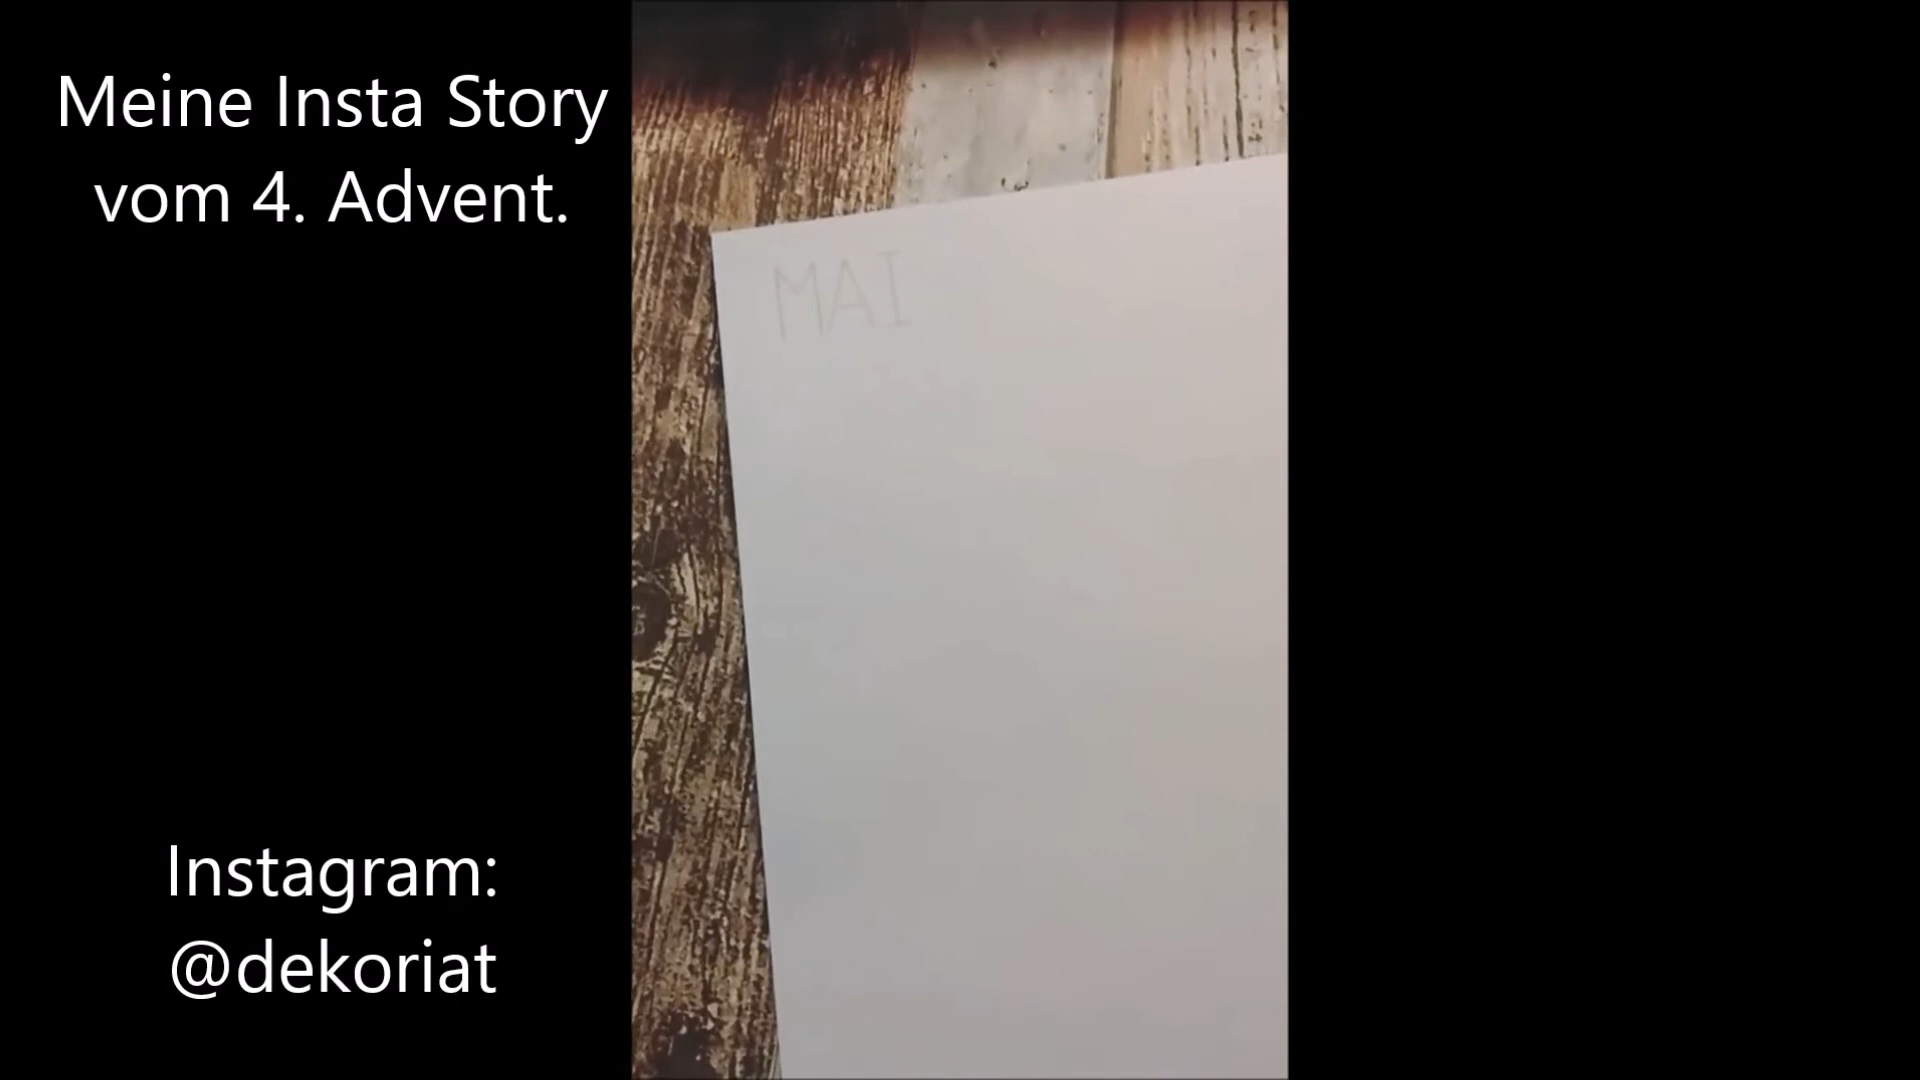 Meine Insta Story
vom 4. Advent.
MAI
Instagram:
@dekoriat